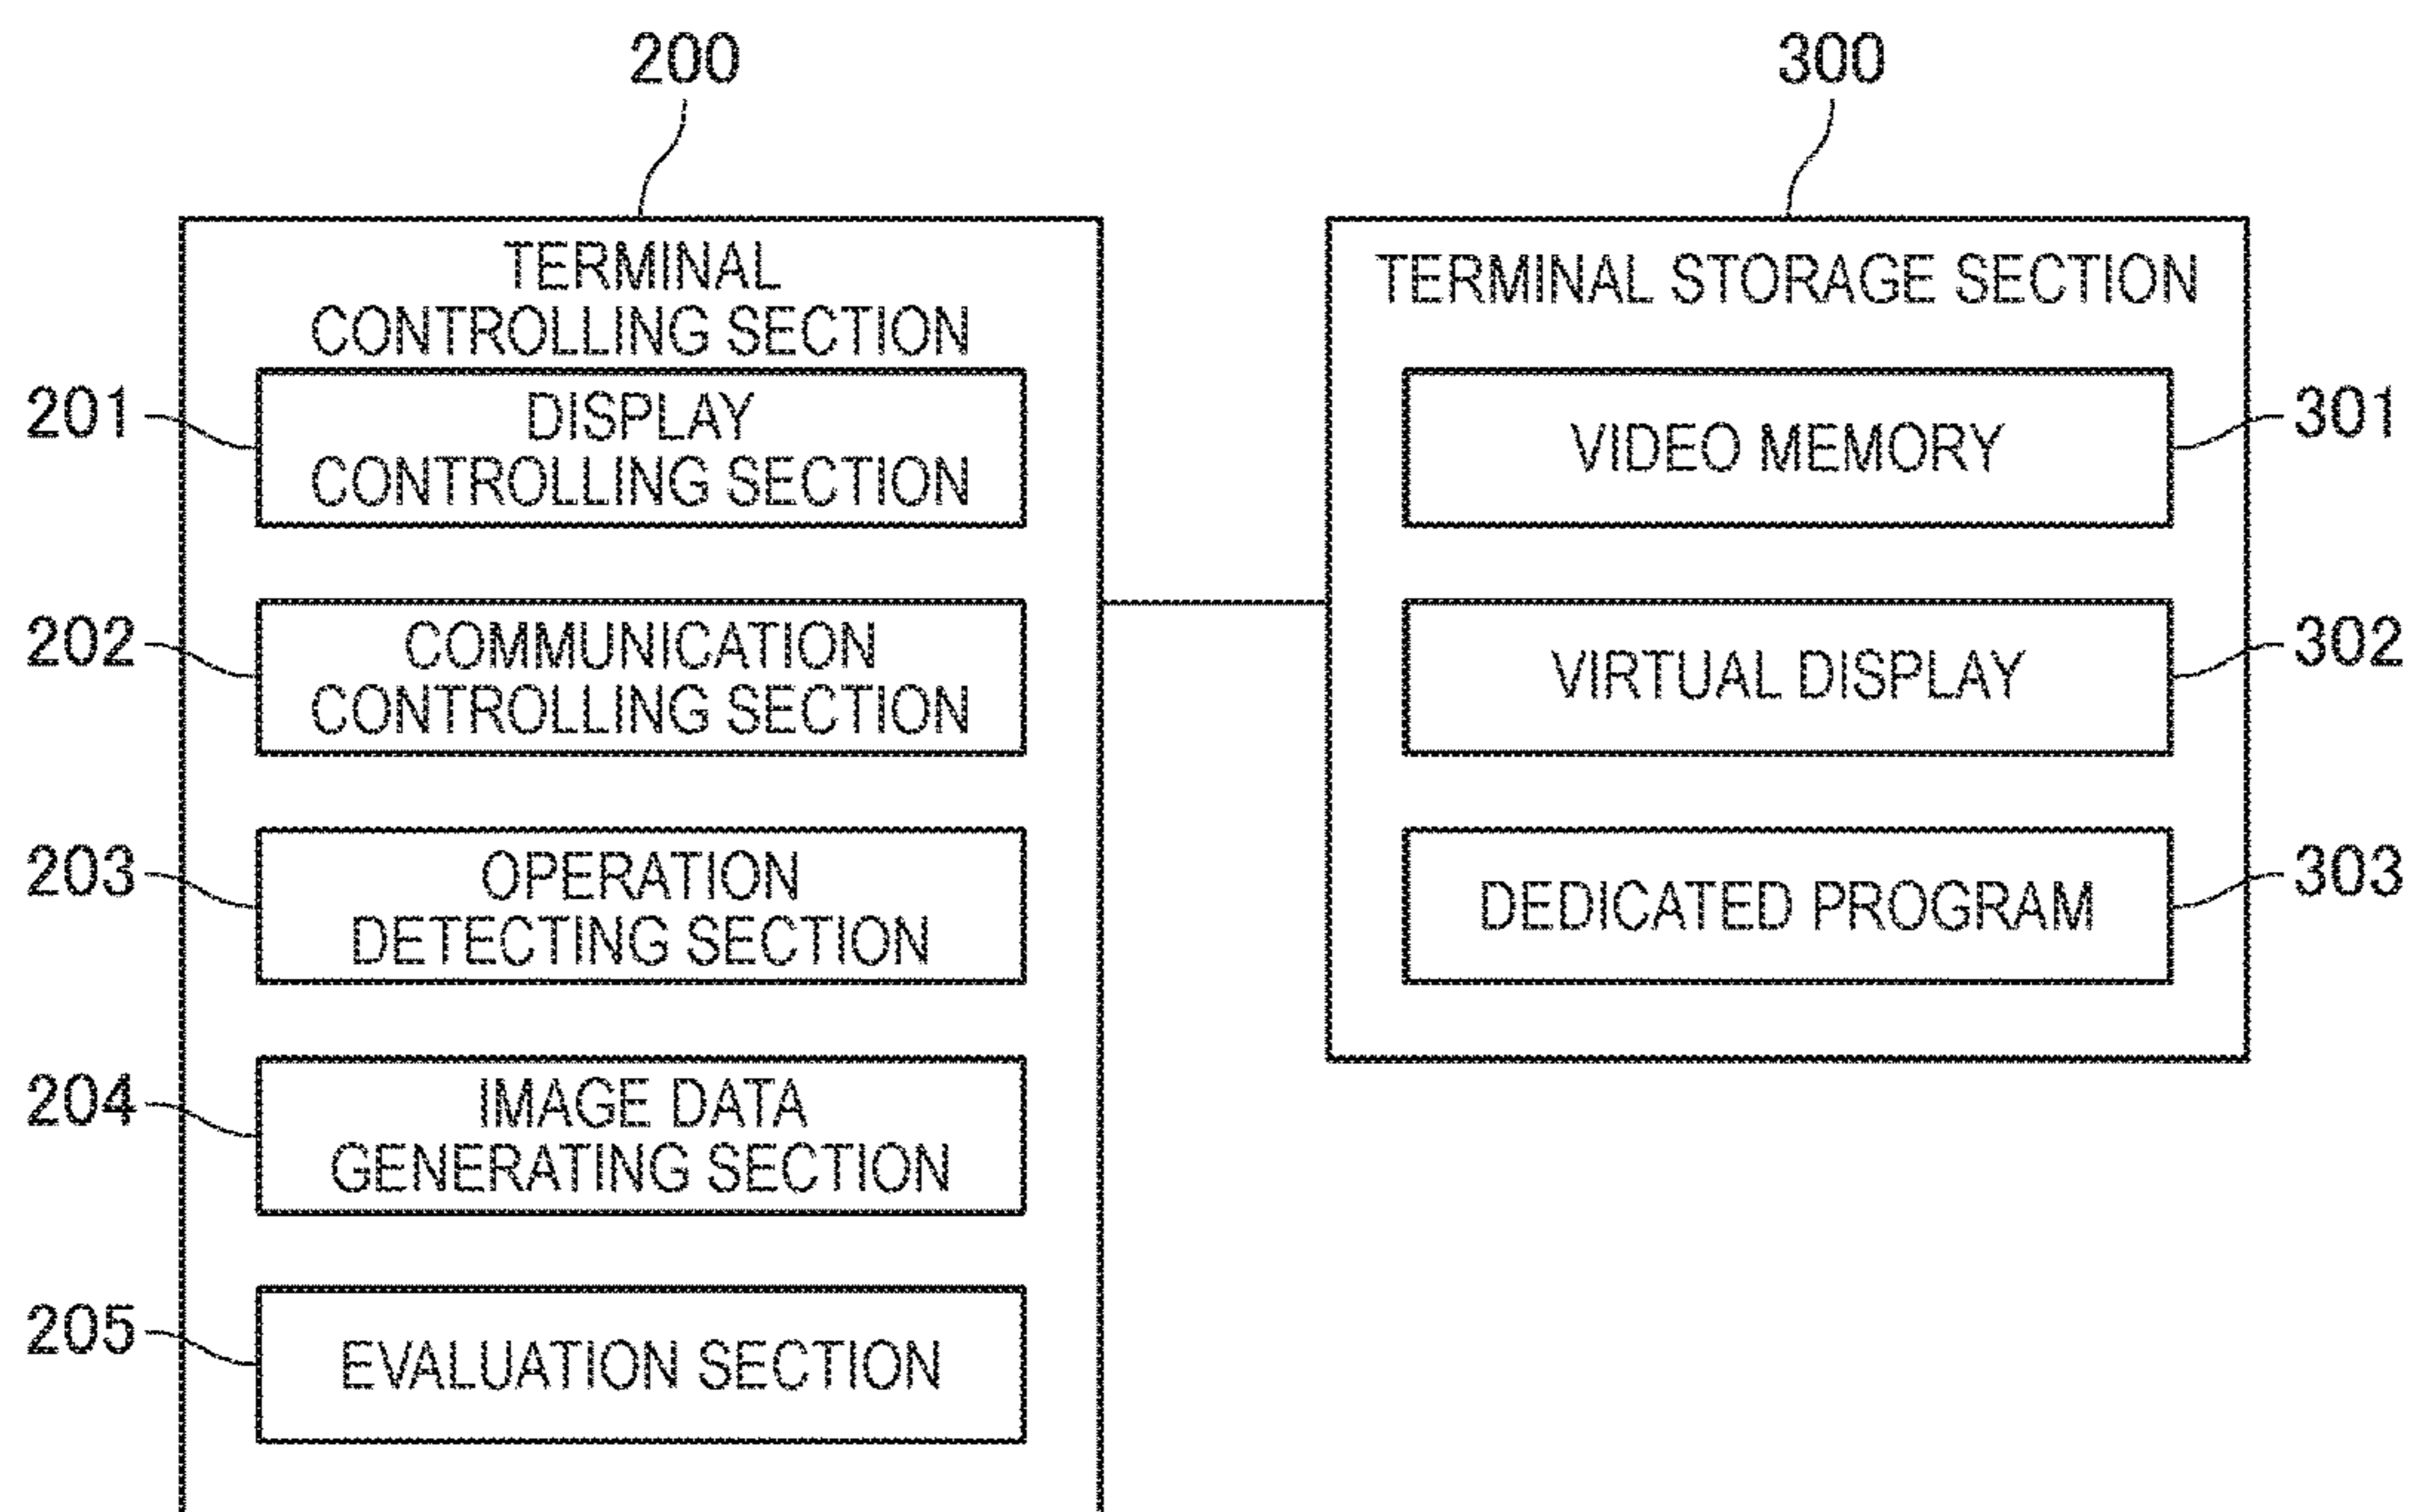 200
TERMINAL
CONTROLLING SECTION
201
DISPLAY
CONTROLLING SECTION
202
COMMUNICATION
CONTROLLING SECTION
203
OPERATION
DETECTING SECTION
204
IMAGE DATA
GENERATING SECTION
205
EVALUATION SECTION
300
TERMINAL STORAGE SECTION
VIDEO MEMORY
301
VIRTUAL DISPLAY
302
DEDICATED PROGRAM
303